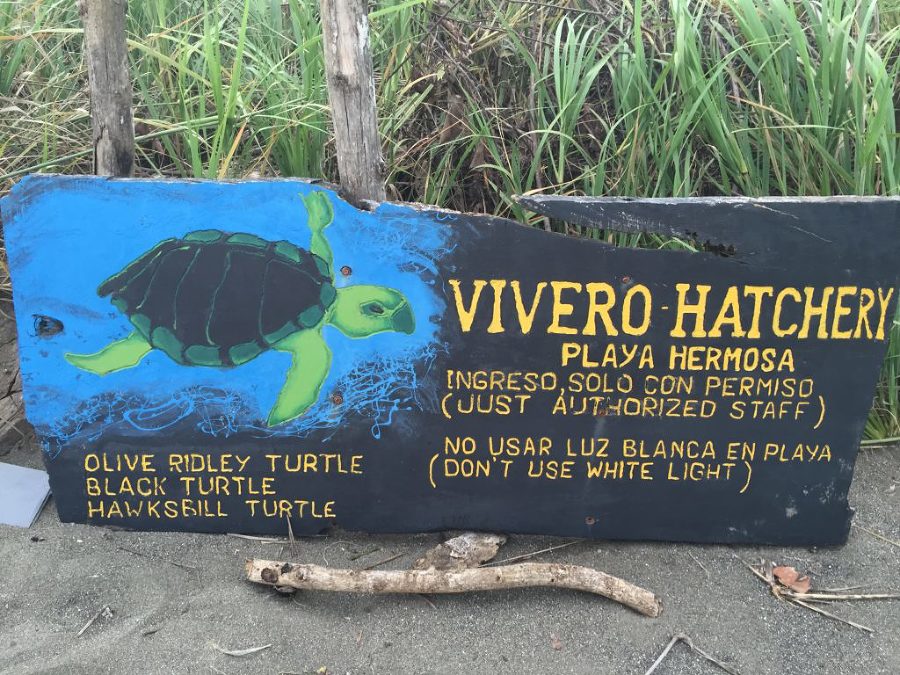 VIVERO - HATCHERY
PLAYA HERMOSA
INGRESO, SOLO CON PERMISO
(JUST AUTHORIZED STAFF)
NO USAR LUZ BLANCA EN PLAYA
(DON'T USE WHITE LIGHT)
OLIVE RIDLEY TURTLE
BLACK TURTLE
HAWKSBILL TURTLE